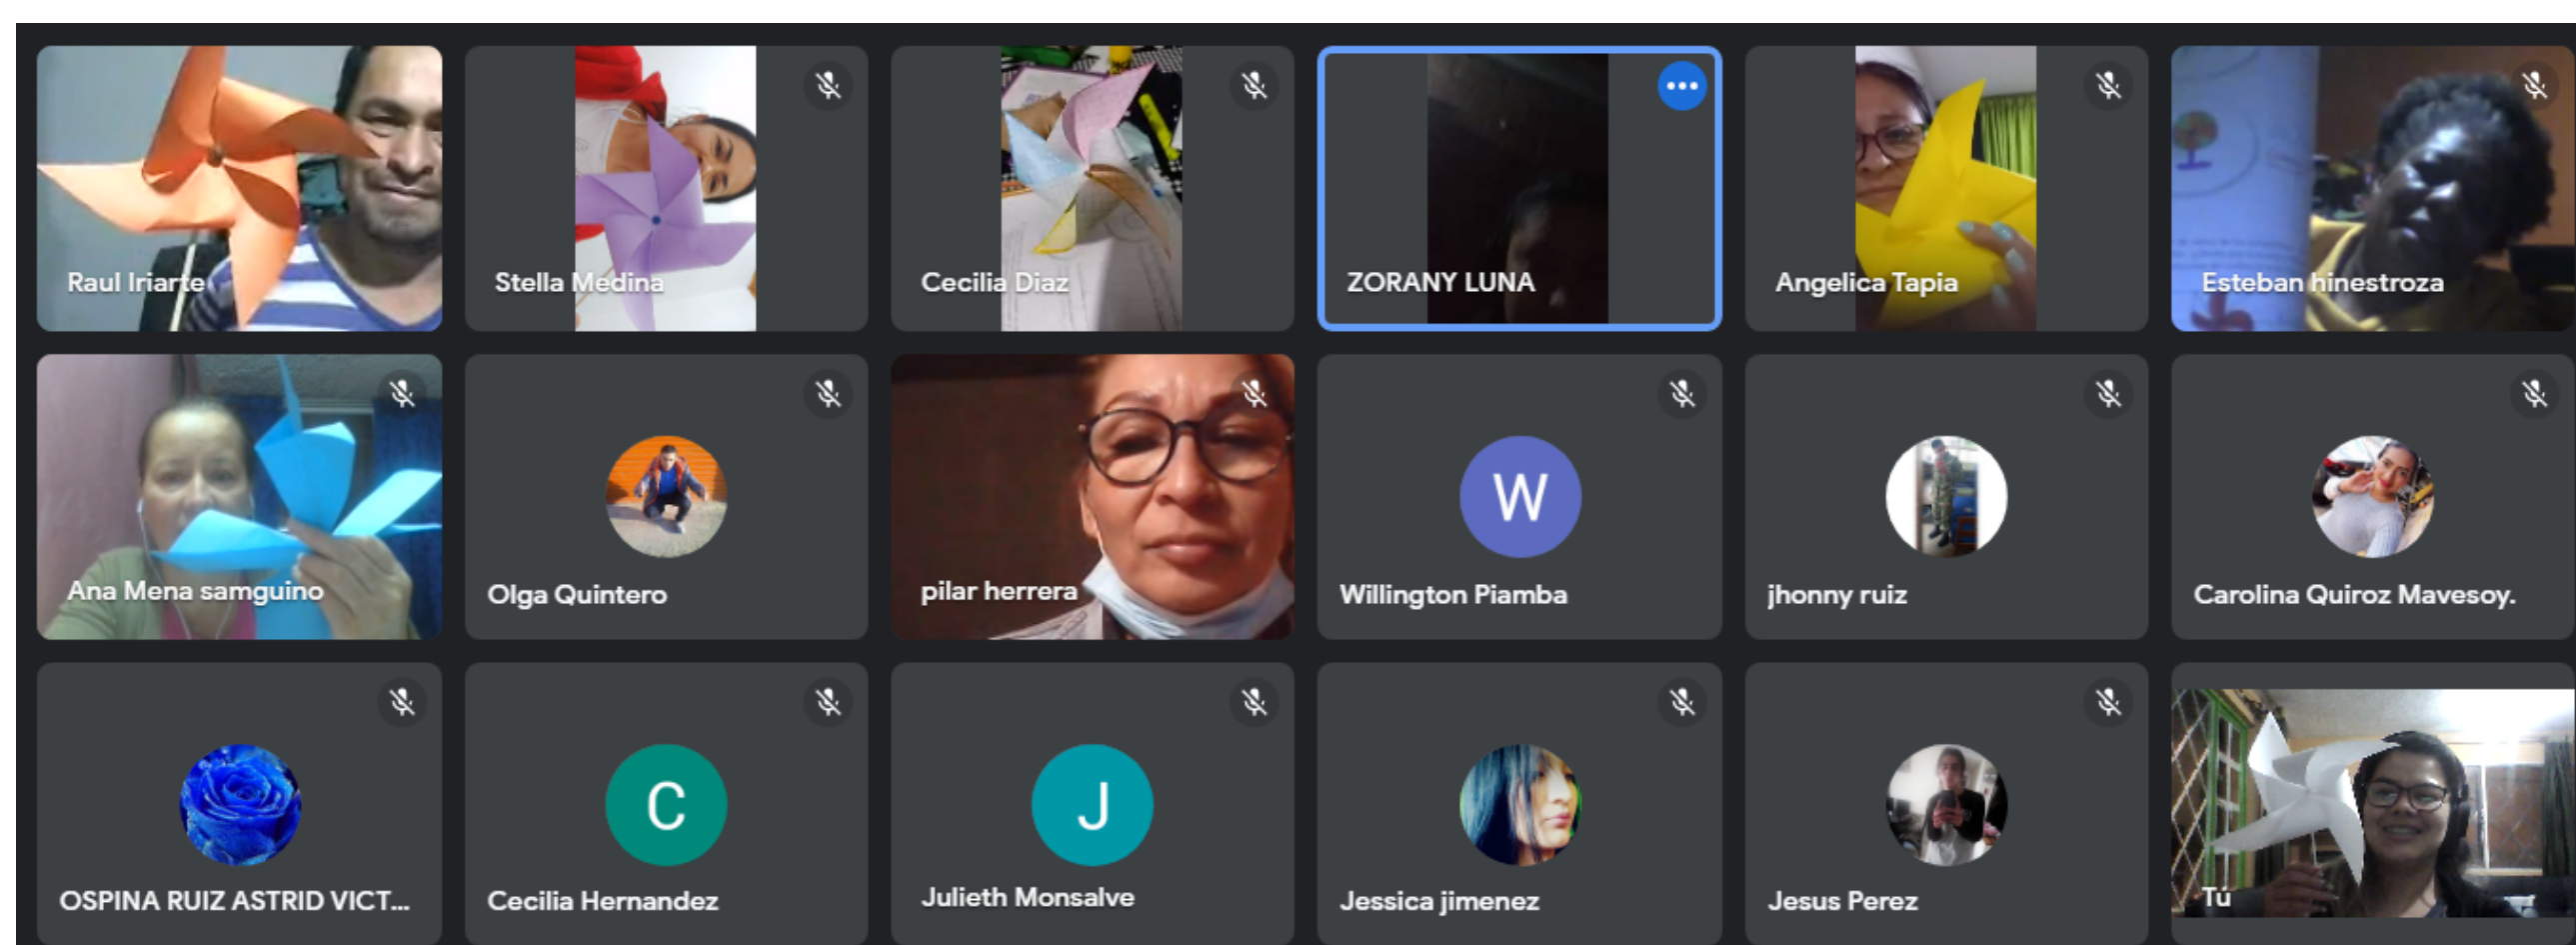 Raul Iriarte
Stella Medina
Cecilia Diaz
ZORANY LUNA
Angelica Tapia
Esteban hinestroza
Ana Mena samguino
Olga Quintero
pilar herrera
W
Willington Piamba
jhonny ruiz
Carolina Quiroz Mavesoy.
OSPINA RUIZ ASTRID VICT...
C
Cecilia Hernandez
J
Julieth Monsalve
Jessica jimenez
Jesus Perez
Tú